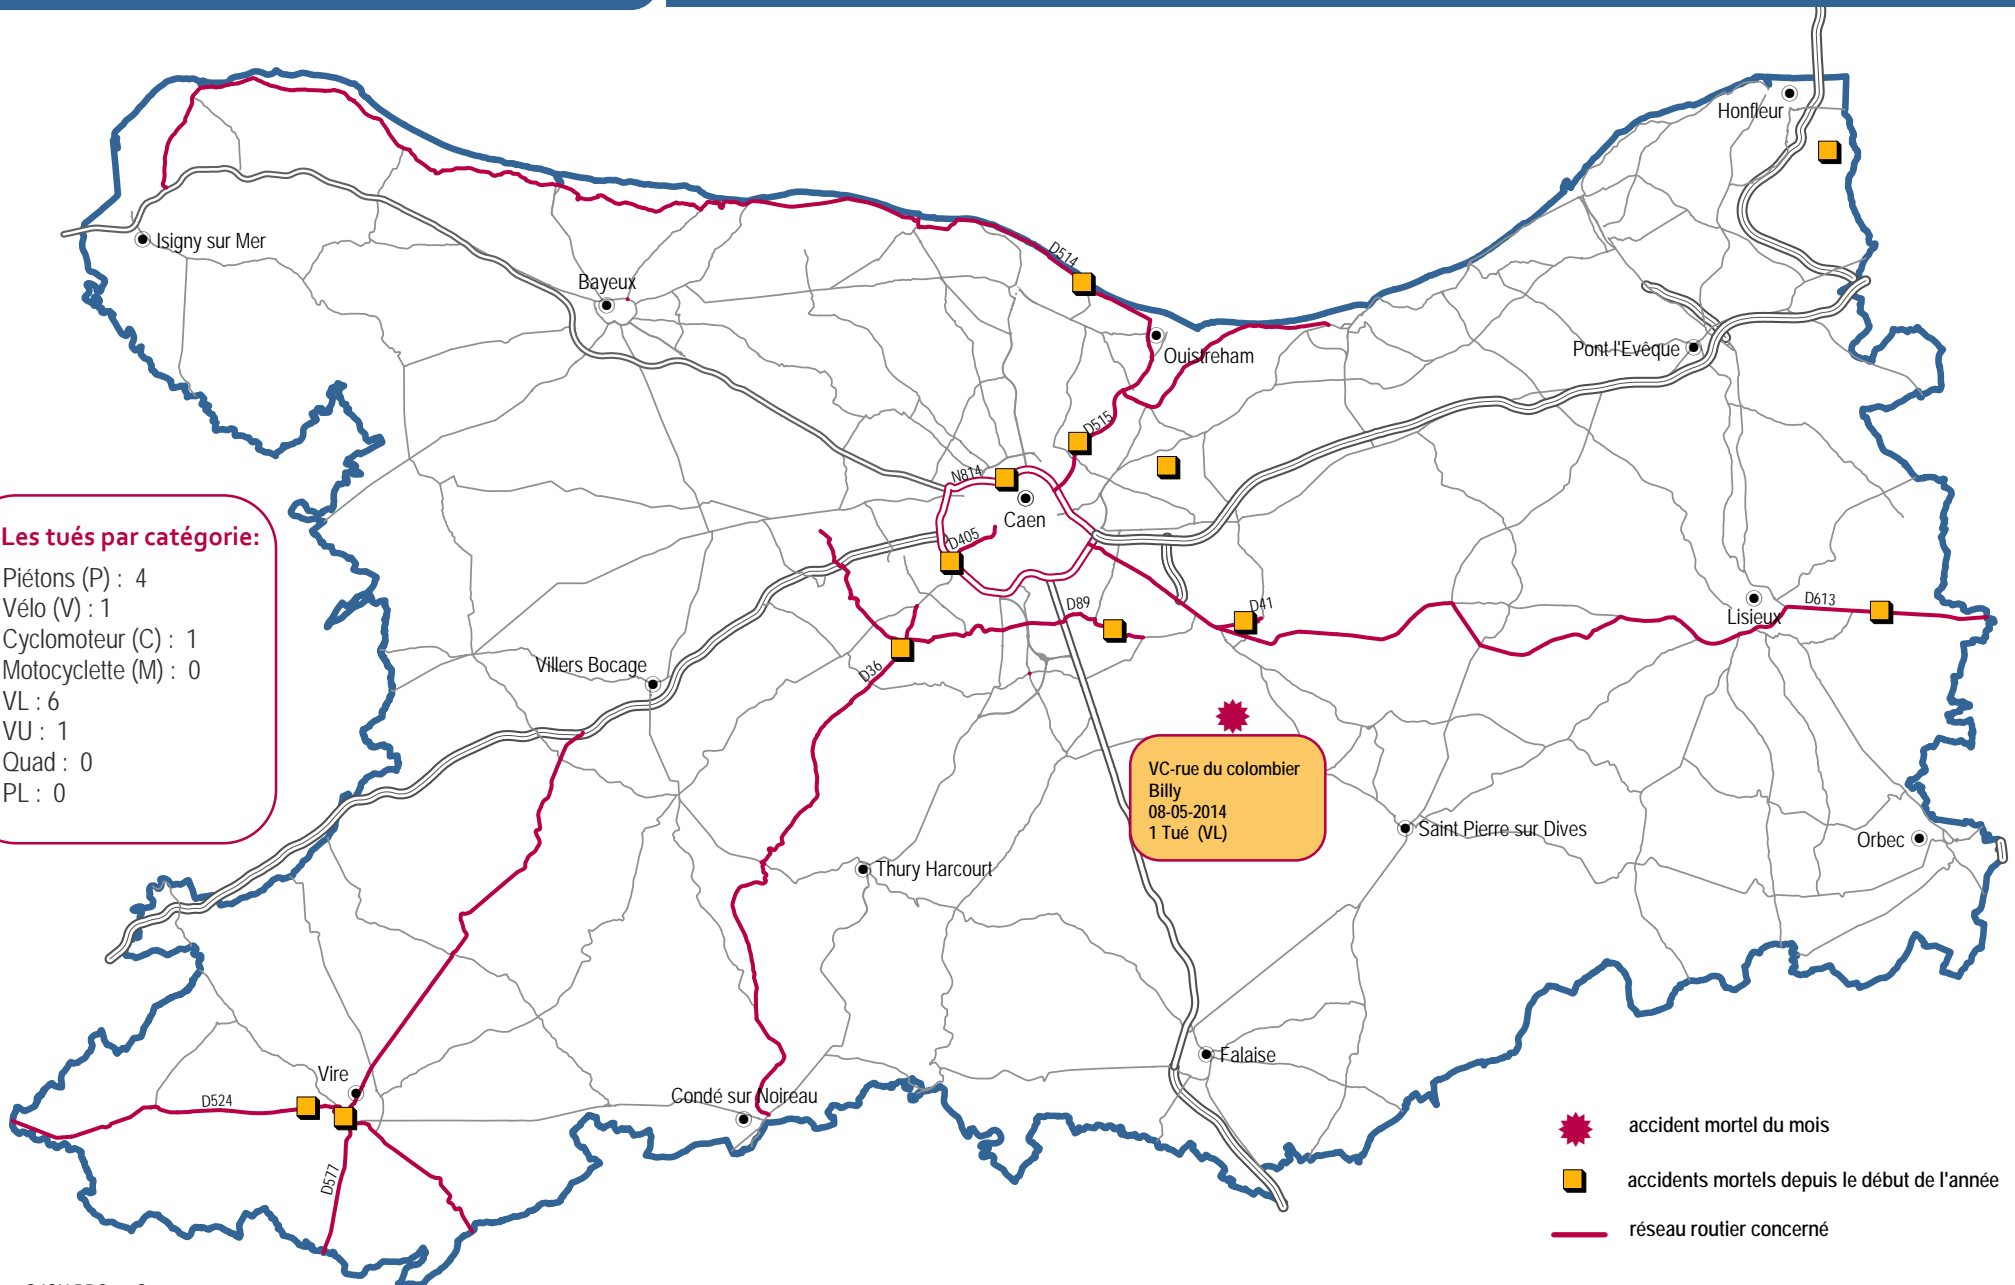 Honfleur
Isigny sur Mer
D514
Bayeux
Ouistreham
Pont l'Evêque
D515
N814
Caen
D405
Les tués par catégorie:
Piétons (P) : 4
Vélo (V) : 1
Cyclomoteur (C) : 1
Motocyclette (M) : 0
VL : 6
VU : 1
Quad : 0
PL : 0
D89
D41
D613
Lisieux
Villers Bocage
D36
VC-rue du colombier
Billy
08-05-2014
1 Tué (VL)
Saint Pierre sur Dives
Orbec
Thury Harcourt
Falaise
Vire
D524
Condé sur Noireau
D577
accident mortel du mois
accidents mortels depuis le début de l'année
réseau routier concerné